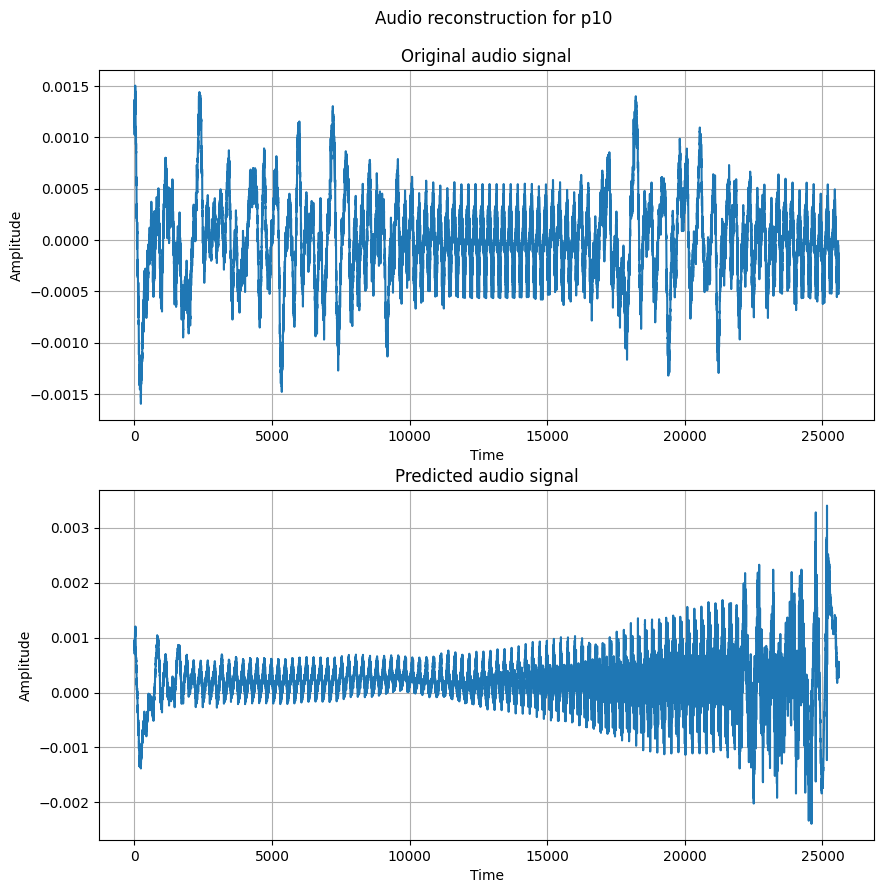 Audio reconstruction for p10
Original audio signal
0.0015
0.0010
0.0005
0.0000
−0.0005
−0.0010
−0.0015
Amplitude
0 5000 10000 15000 20000 25000
Time
Predicted audio signal
0.003
0.002
0.001
0.000
−0.001
−0.002
Amplitude
0 5000 10000 15000 20000 25000
Time